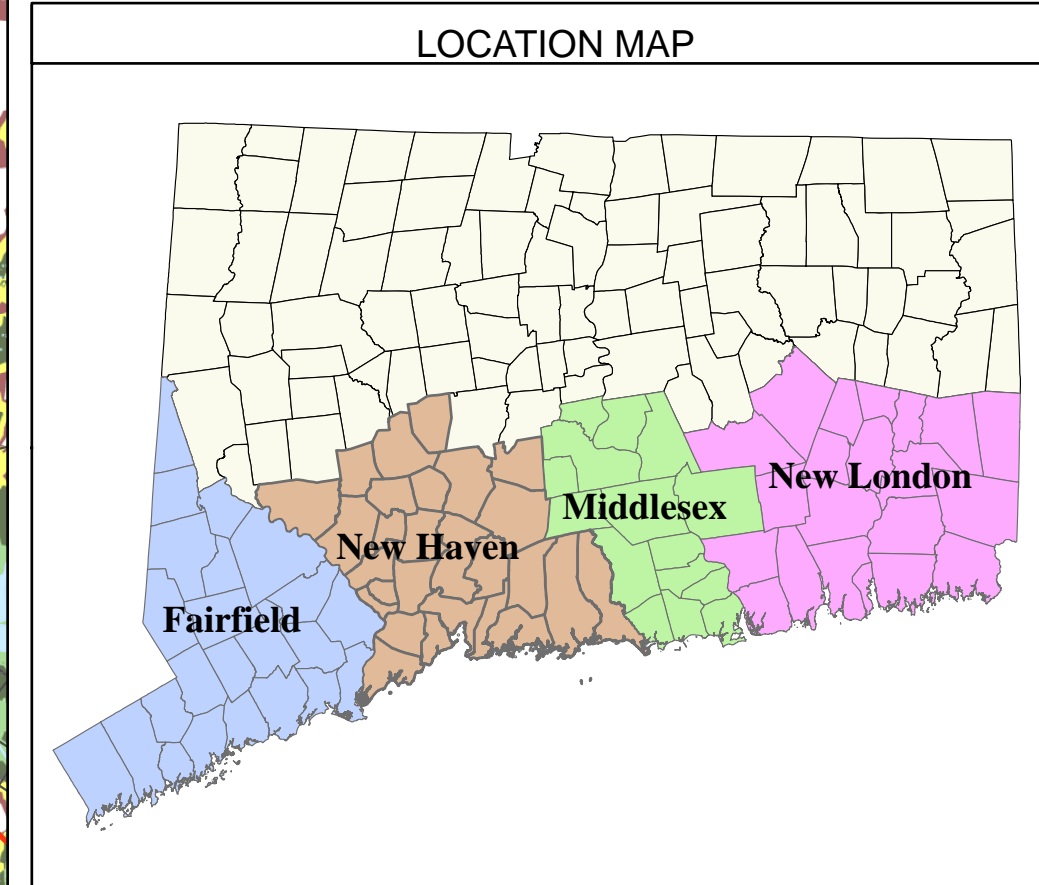 LOCATION MAP
New London
Middlesex
New Haven
Fairfield